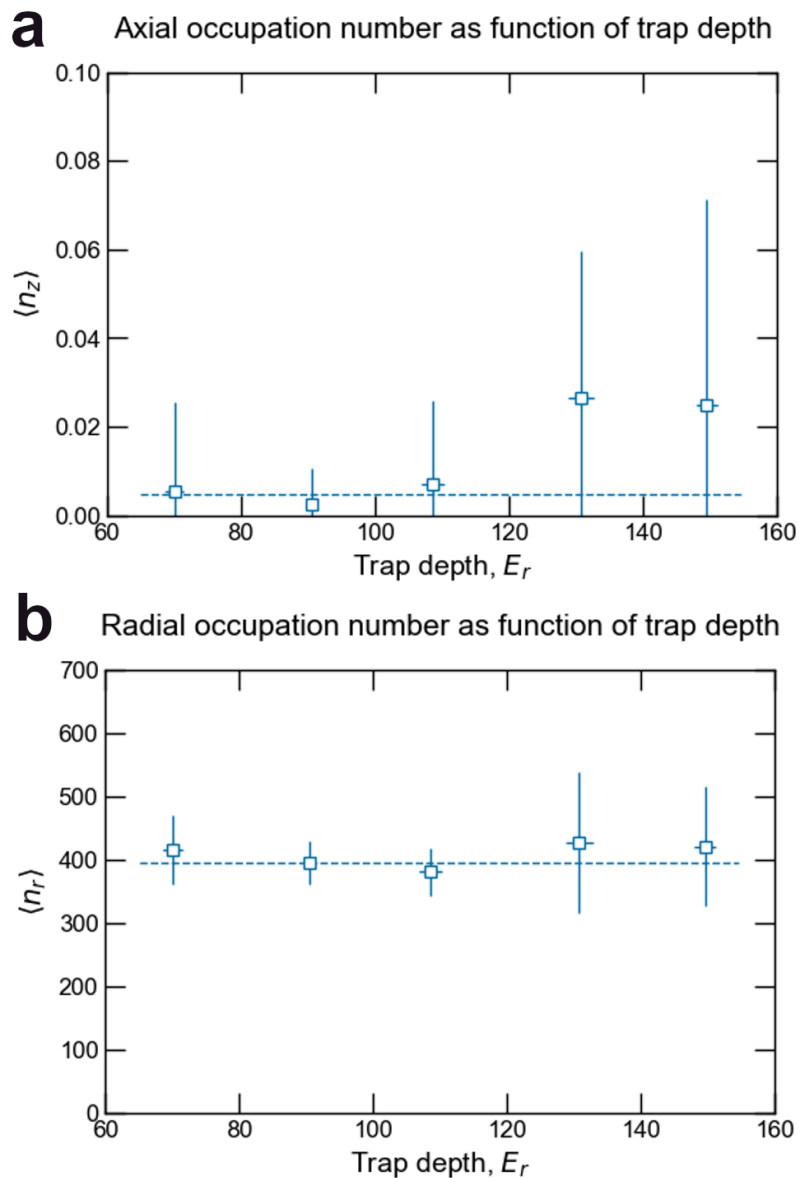 a
Axial occupation number as function of trap depth
0.10
0.08
0.06
0.04
0.02
0.00
⟨n_z⟩
60 80 100 120 140 160
Trap depth, E_r
b
Radial occupation number as function of trap depth
700
600
500
400
300
200
100
0
⟨n_r⟩
60 80 100 120 140 160
Trap depth, E_r